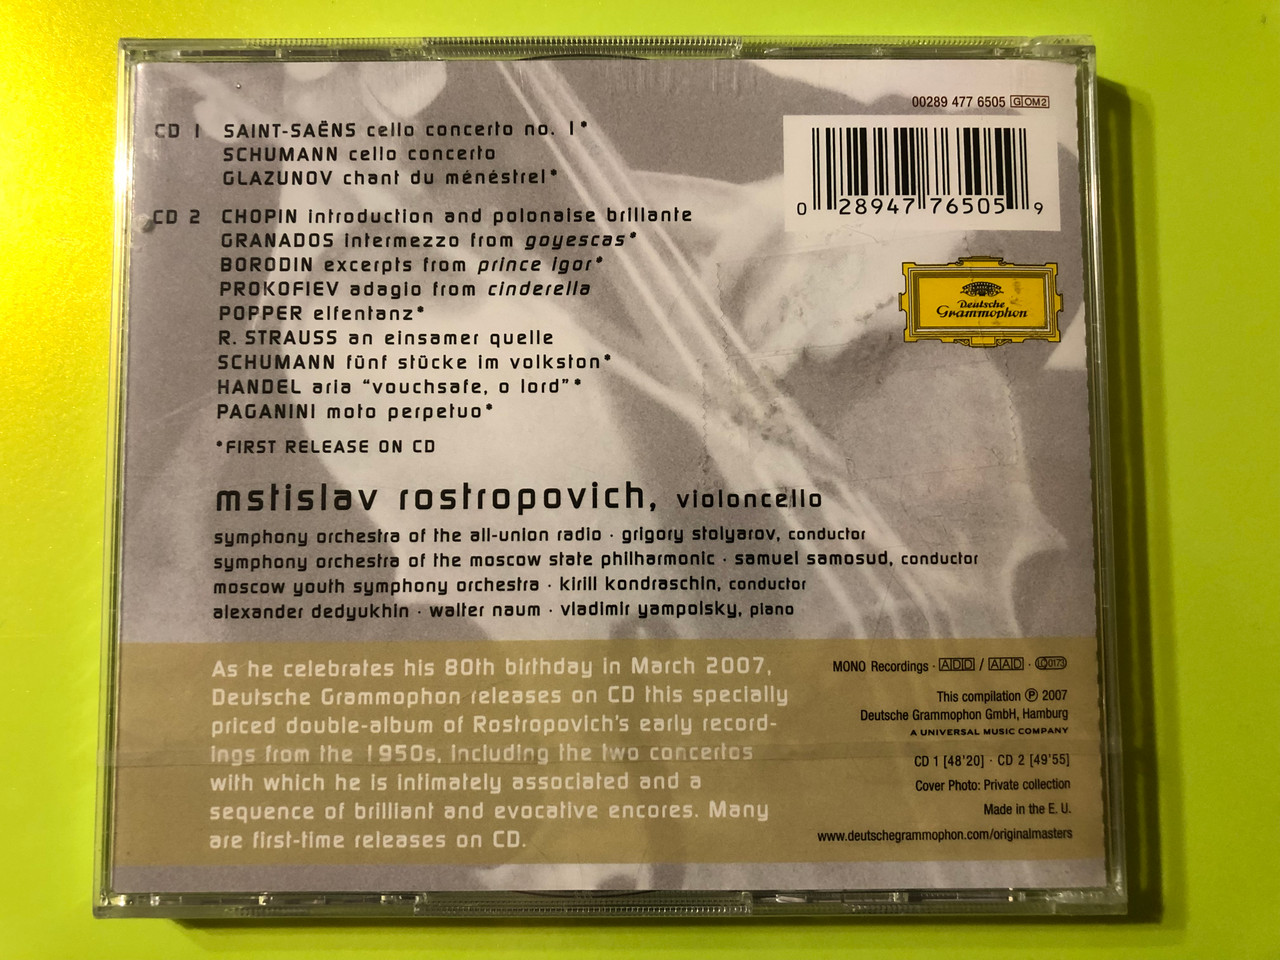 00289 477 6505 G OM2
CD 1 SAINT-SAËNS cello concerto no. 1*
SCHUMANN cello concerto
GLAZUNOV chant du ménéstrel*
CD 2 CHOPIN introduction and polonaise brillante
GRANADOS intermezzo from goyescas*
BORODIN excerpts from prince igor*
PROKOFIEV adagio from cinderella
POPPER elfentanz*
R. STRAUSS an einsamer quelle
SCHUMANN fünf stücke im volkston*
HANDEL aria “vouchsafe, o lord”*
PAGANINI moto perpetuo*
*FIRST RELEASE ON CD
0 28947 76505 9
Deutsche
Grammophon
mstislav rostropovich, violoncello
symphony orchestra of the all-union radio · grigory stolyarov, conductor
symphony orchestra of the moscow state philharmonic · samuel samosud, conductor
moscow youth symphony orchestra · kirill kondraschin, conductor
alexander dedyukhin · walter naum · vladimir yampolsky, piano
As he celebrates his 80th birthday in March 2007,
Deutsche Grammophon releases on CD this specially
priced double-album of Rostropovich's early record-
ings from the 1950s, including the two concertos
with which he is intimately associated and a
sequence of brilliant and evocative encores. Many
are first-time releases on CD.
MONO Recordings · ADD / AAD · LC 0173
This compilation ℗ 2007
Deutsche Grammophon GmbH, Hamburg
A UNIVERSAL MUSIC COMPANY
CD 1 [48'20] · CD 2 [49'55]
Cover Photo: Private collection
Made in the E. U.
www.deutschegrammophon.com/originalmasters